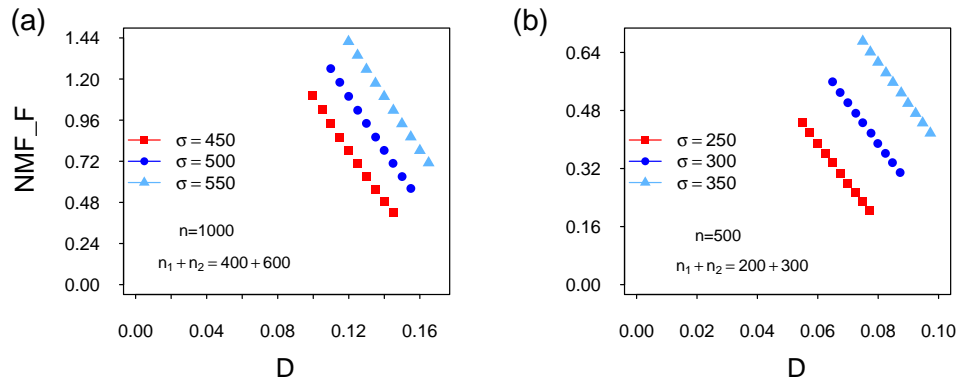 (a)
NMF_F
1.44
1.20
0.96
0.72
0.48
0.24
0.00
σ = 450
σ = 500
σ = 550
n=1000
n₁ + n₂ = 400 + 600
0.00 0.04 0.08 0.12 0.16
D
(b)
0.64
0.48
0.32
0.16
0.00
σ = 250
σ = 300
σ = 350
n=500
n₁ + n₂ = 200 + 300
0.00 0.02 0.04 0.06 0.08 0.10
D